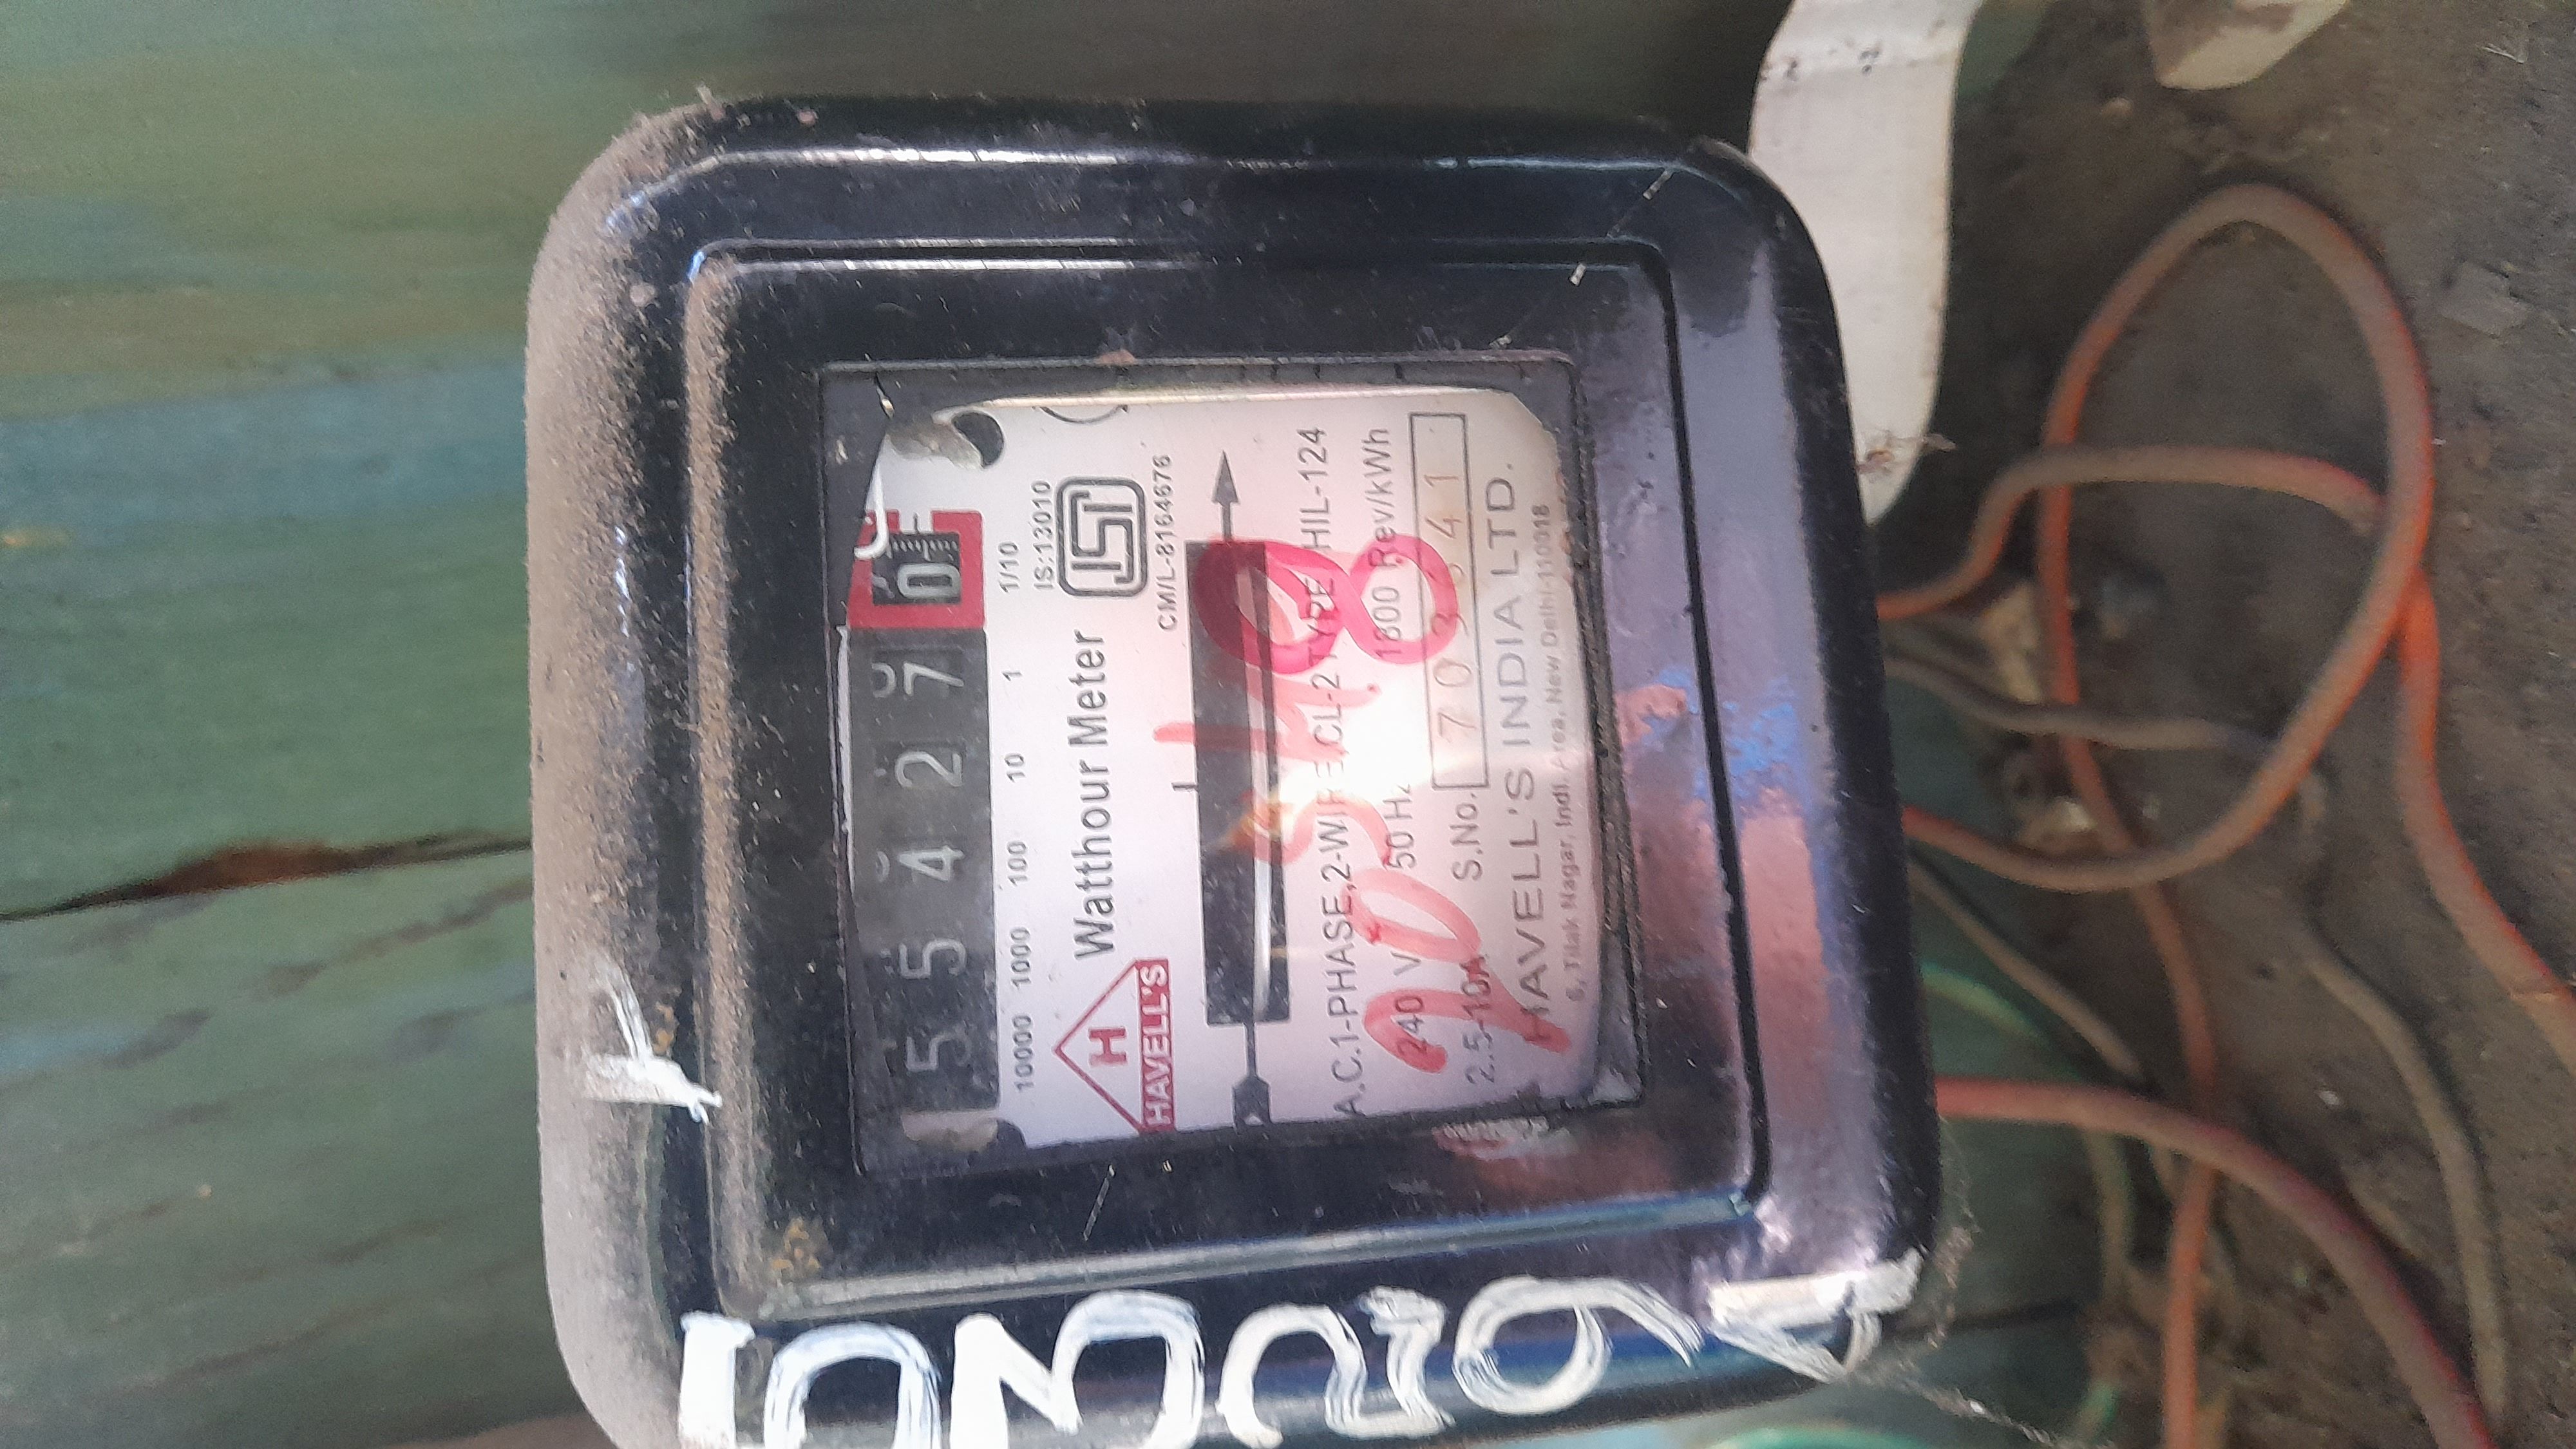 5 5 4 2 7 0
10000 1000 100 10 1 1/10
IS:13010
H
HAVELL'S
Watthour Meter
ISI
CM/L-8164676
A.C.1-PHASE,2-WIRE,CL-2 TYPE HIL-124
240 V 50 Hz 1800 Rev/kWh
2.5-10A S.No.
HAVELL'S INDIA LTD.
6, Tilak Nagar, Indl. Area, New Delhi-110018